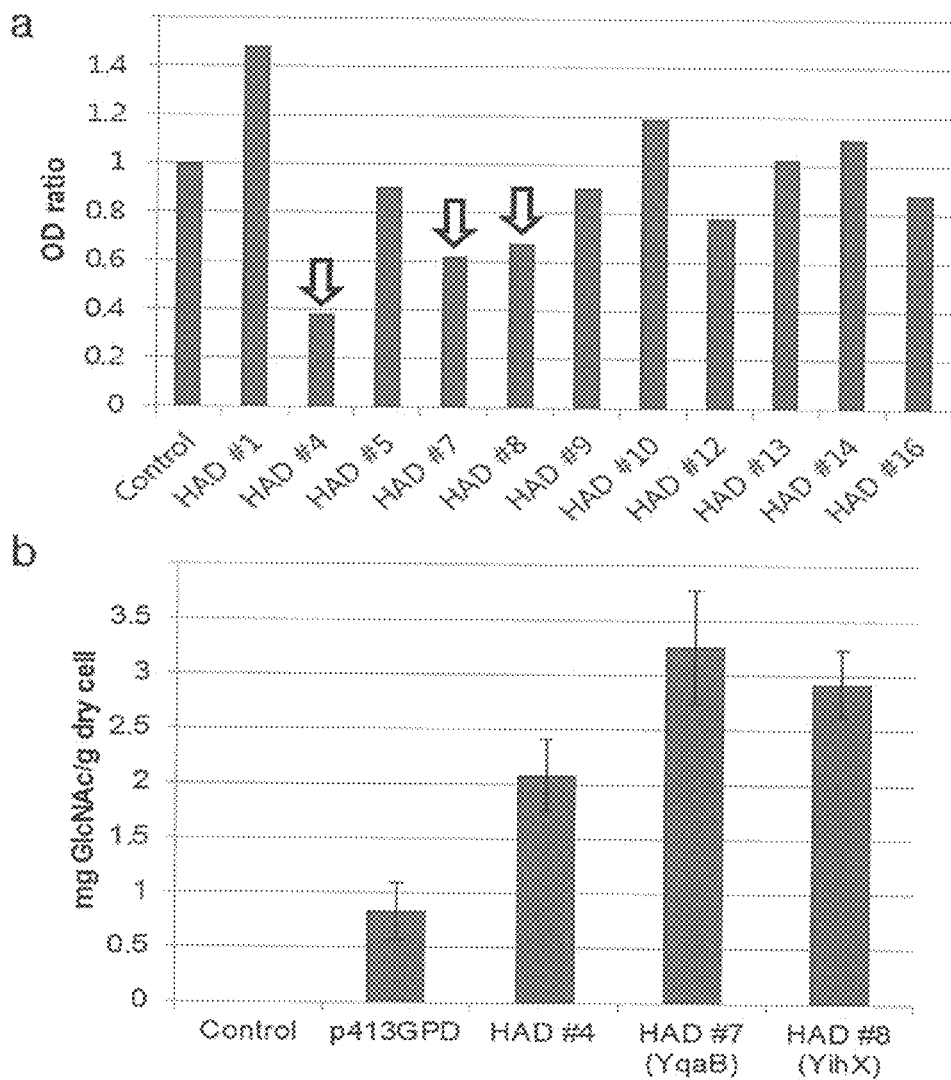 a
OD ratio
1.4
1.2
1
0.8
0.6
0.4
0.2
0
Control
HAD #1
HAD #4
HAD #5
HAD #7
HAD #8
HAD #9
HAD #10
HAD #12
HAD #13
HAD #14
HAD #16
b
mg GlcNAc/g dry cell
3.5
3
2.5
2
1.5
1
0.5
0
Control
p413GPD
HAD #4
HAD #7
(YqaB)
HAD #8
(YihX)